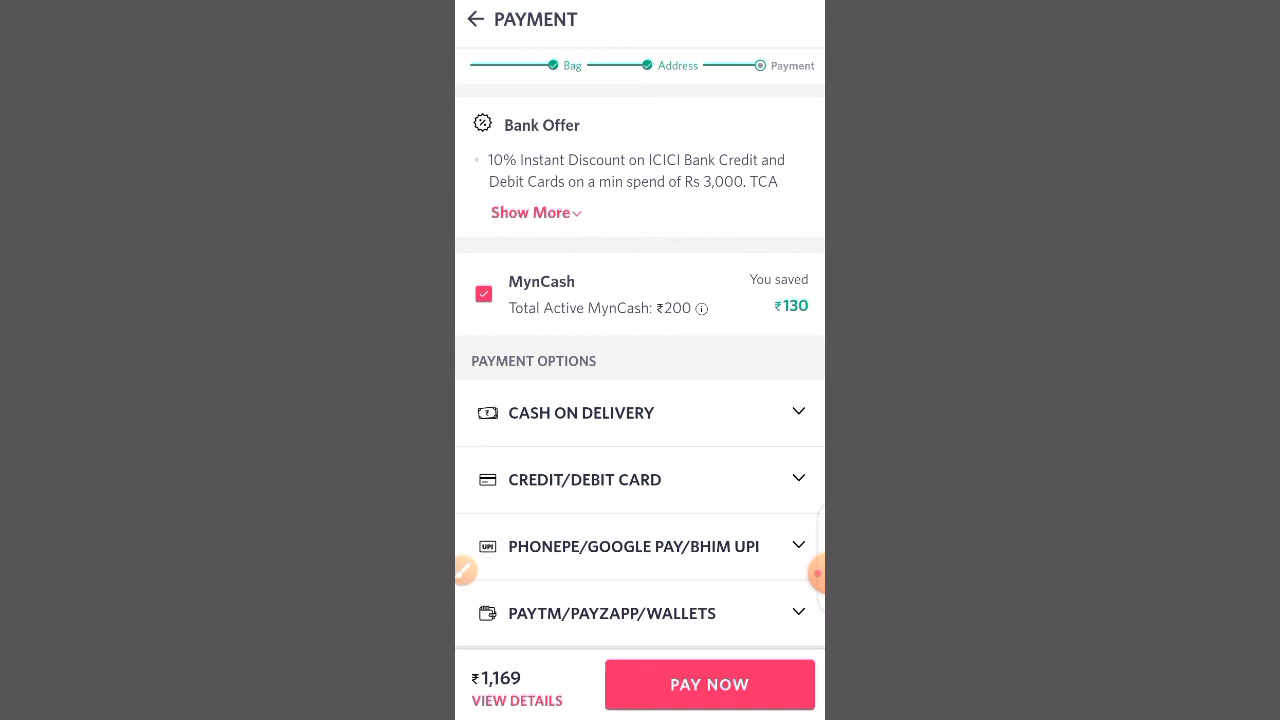 PAYMENT
Bag Address Payment
Bank Offer
10% Instant Discount on ICICI Bank Credit and
Debit Cards on a min spend of Rs 3,000. TCA
Show More
MynCash You saved
Total Active MynCash: ₹200 ₹130
PAYMENT OPTIONS
CASH ON DELIVERY
CREDIT/DEBIT CARD
UPI PHONEPE/GOOGLE PAY/BHIM UPI
PAYTM/PAYZAPP/WALLETS
₹1,169
VIEW DETAILS
PAY NOW